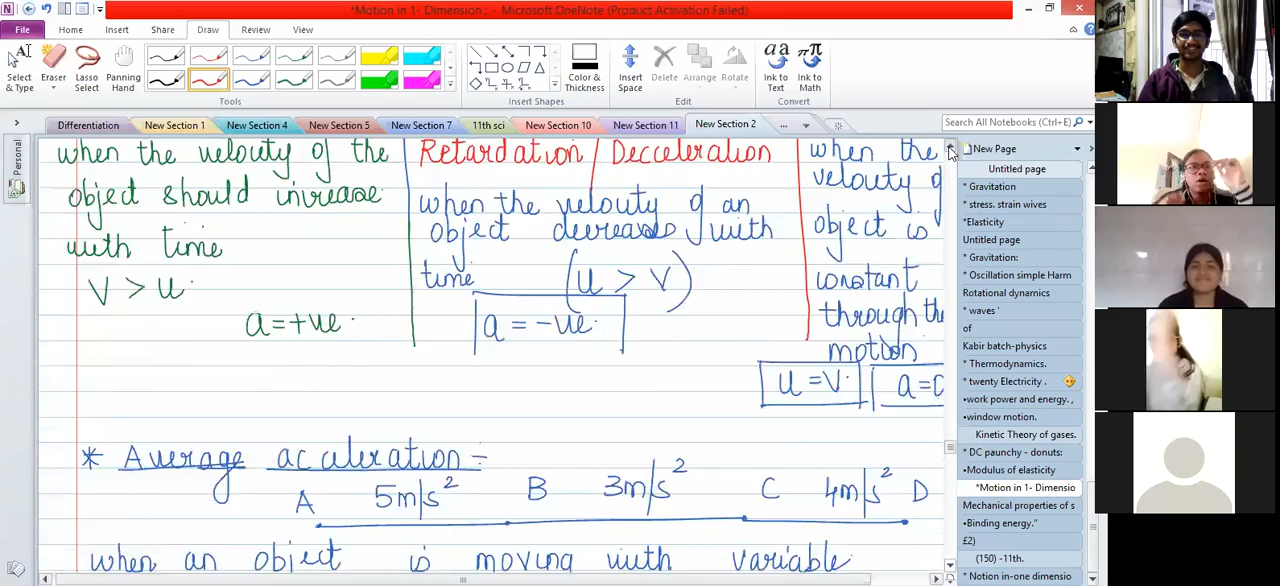 *Motion in 1- Dimension ; - Microsoft OneNote (Product Activation Failed)
File Home Insert Share Draw Review View
Select & Type
Eraser
Lasso Select
Panning Hand
Color & Thickness
Insert Space
Delete
Arrange
Rotate
Ink to Text
Ink to Math
Tools
Insert Shapes
Edit
Convert
Differentiation New Section 1 New Section 4 New Section 5 New Section 7 11th sci New Section 10 New Section 11 New Section 2 ...
Search All Notebooks (Ctrl+E)
Personal
when the velouty of the
object should increase
with time
V > u
a = +ve
Retardation / Decceleration
when the velouty of an
object decreases with
time (u > v)
a = -ve
when the
velouty of
object is
constant
through the
motion
u = v
a = 0
* Average acaleration =
A 5m/s² B 3m/s² C 4m/s² D
when an object is moving with variable
New Page
Untitled page
* Gravitation
* stress. strain wives
*Elasticity
Untitled page
* Gravitation:
* Oscillation simple Harm
Rotational dynamics
* waves '
of
Kabir batch-physics
* Thermodynamics.
* twenty Electricity .
•work power and energy. ,
•window motion.
Kinetic Theory of gases.
* DC paunchy - donuts:
•Modulus of elasticity
*Motion in 1- Dimensio
Mechanical properties of s
•Binding energy."
£2)
(150) -11th.
* Notion in-one dimensio